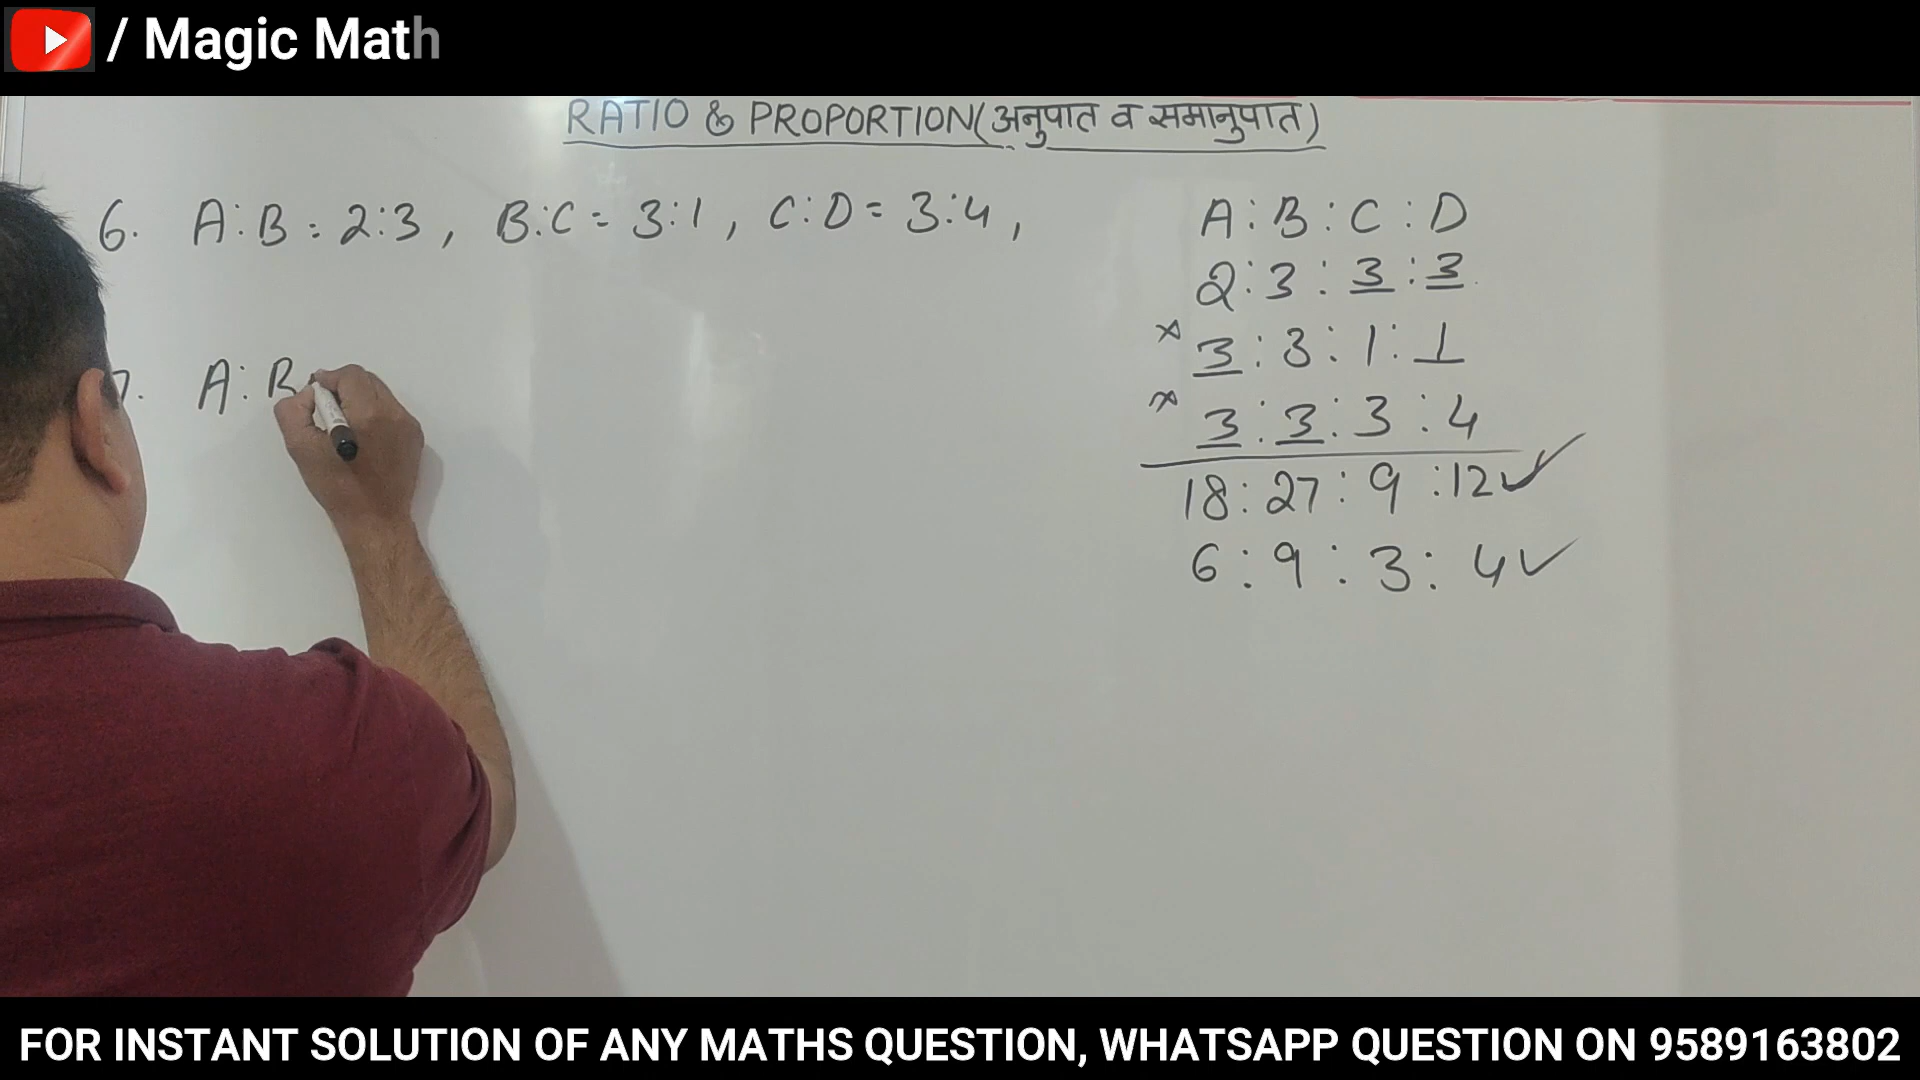 / Magic Math
RATIO & PROPORTION(अनुपात व समानुपात)
6. A:B = 2:3, B:C = 3:1, C:D = 3:4,
A:B:C:D
2:3:3:3
× 3:3:1:1
× 3:3:3:4
18:27:9:12✓
6:9:3:4✓
7. A:B
FOR INSTANT SOLUTION OF ANY MATHS QUESTION, WHATSAPP QUESTION ON 9589163802